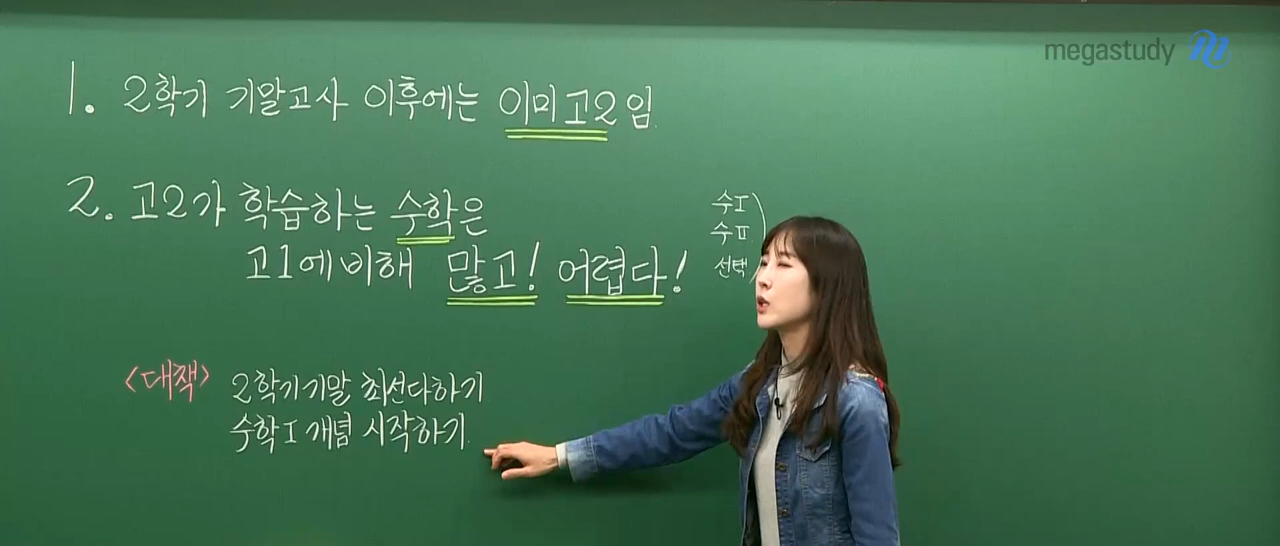 megastudy
1. 2학기 기말고사 이후에는 이미 고2임.
2. 고2가 학습하는 수학은
고1에 비해 많고! 어렵다!
수Ⅰ
수Ⅱ
선택
<대책>
2학기 기말 최선다하기
수학Ⅰ 개념 시작하기.